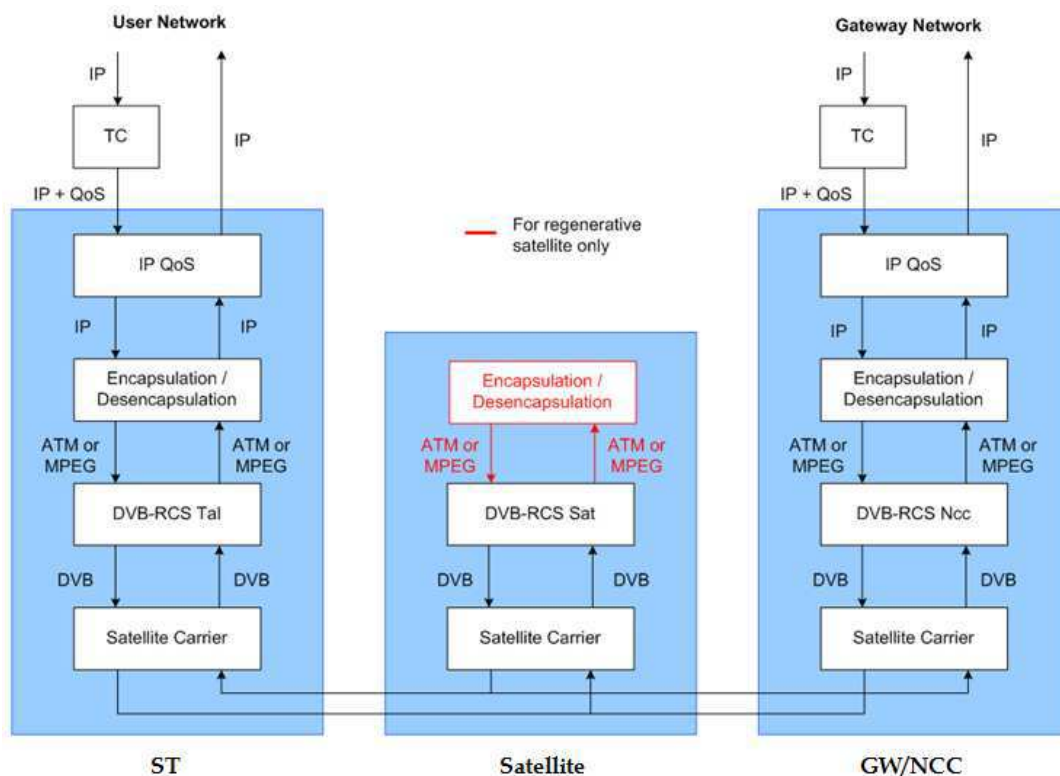 User Network
Gateway Network
IP
IP
TC
IP
TC
IP
IP + QoS
IP + QoS
For regenerative
satellite only
IP QoS
IP QoS
IP
IP
IP
IP
Encapsulation /
Desencapsulation
Encapsulation /
Desencapsulation
Encapsulation /
Desencapsulation
ATM or
MPEG
ATM or
MPEG
ATM or
MPEG
ATM or
MPEG
ATM or
MPEG
ATM or
MPEG
DVB-RCS Tal
DVB-RCS Sat
DVB-RCS Ncc
DVB
DVB
DVB
DVB
DVB
DVB
Satellite Carrier
Satellite Carrier
Satellite Carrier
ST
Satellite
GW/NCC